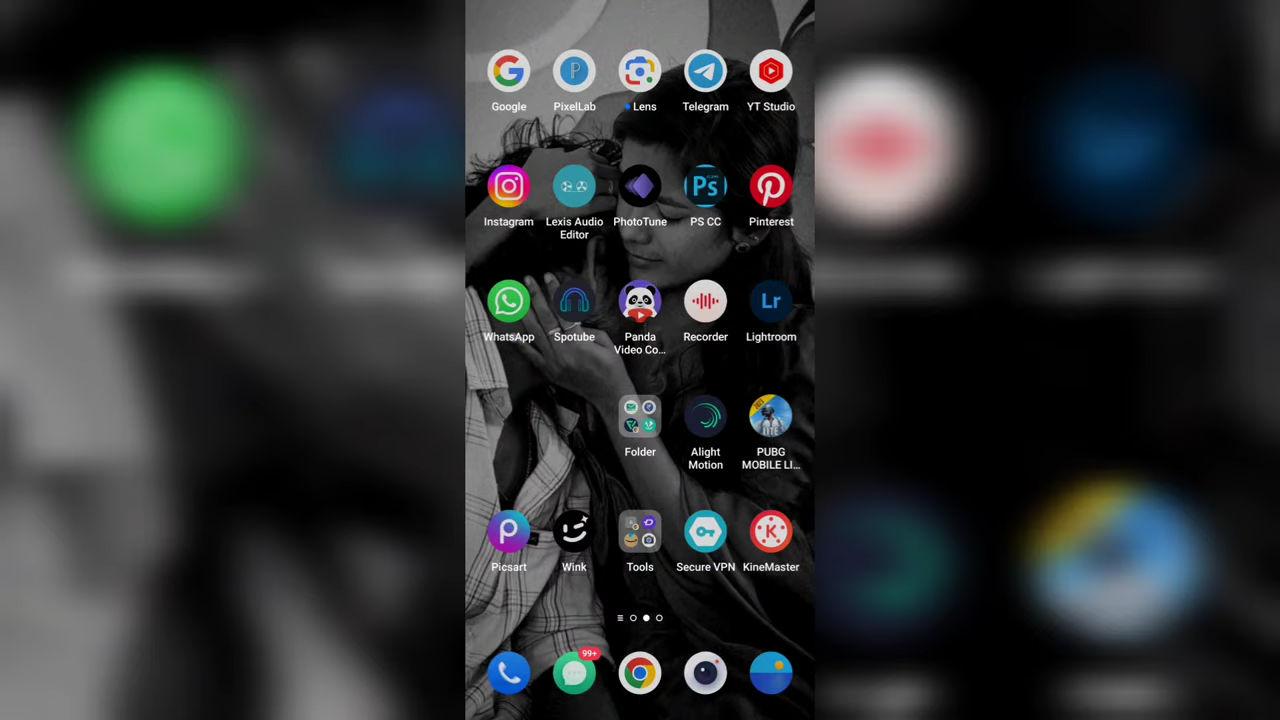 Google PixelLab Lens Telegram YT Studio
Instagram Lexis Audio Editor PhotoTune PS CC Pinterest
WhatsApp Spotube Panda Video Co... Recorder Lightroom
Folder Alight Motion PUBG MOBILE LI...
Picsart Wink Tools Secure VPN KineMaster
99+